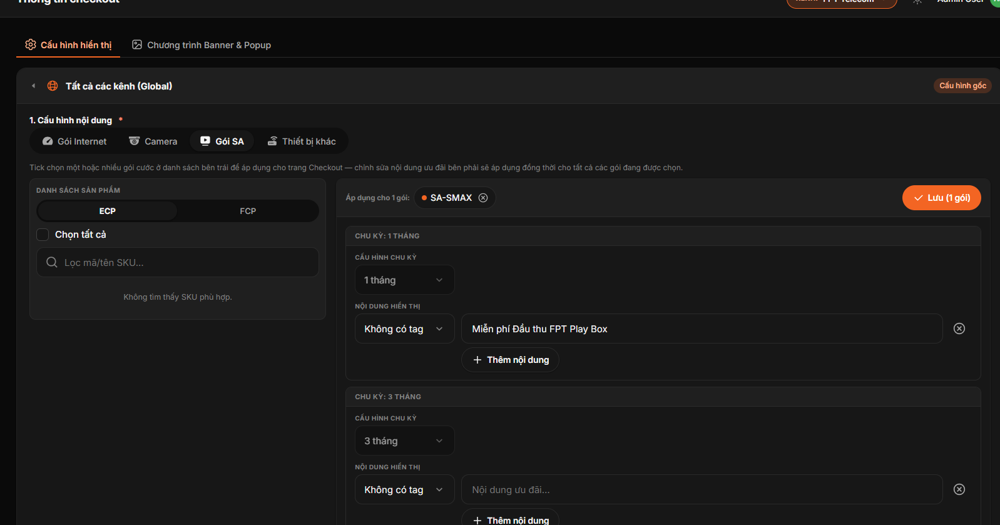 Thông tin checkout
FPT Telecom
Admin User
Cấu hình hiển thị
Chương trình Banner & Popup
Tất cả các kênh (Global)
Cấu hình gốc
1. Cấu hình nội dung *
Gói Internet
Camera
Gói SA
Thiết bị khác
Tick chọn một hoặc nhiều gói cước ở danh sách bên trái để áp dụng cho trang Checkout — chỉnh sửa nội dung ưu đãi bên phải sẽ áp dụng đồng thời cho tất cả các gói đang được chọn.
DANH SÁCH SẢN PHẨM
ECP
FCP
Chọn tất cả
Lọc mã/tên SKU...
Không tìm thấy SKU phù hợp.
Áp dụng cho 1 gói:
SA-SMAX
Lưu (1 gói)
CHU KỲ: 1 THÁNG
CẤU HÌNH CHU KỲ
1 tháng
NỘI DUNG HIỂN THỊ
Không có tag
Miễn phí Đầu thu FPT Play Box
Thêm nội dung
CHU KỲ: 3 THÁNG
CẤU HÌNH CHU KỲ
3 tháng
NỘI DUNG HIỂN THỊ
Không có tag
Nội dung ưu đãi...
Thêm nội dung